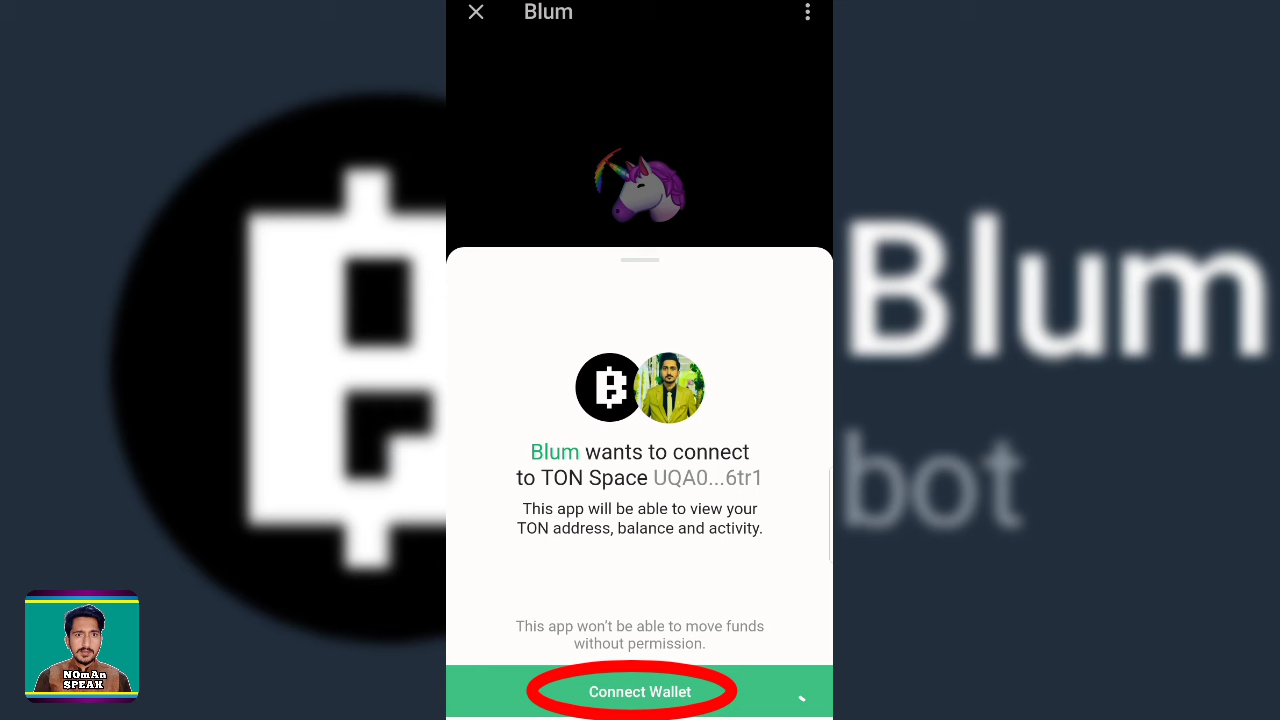 Blum
Blum
bot
Blum wants to connect
to TON Space UQA0...6tr1
This app will be able to view your
TON address, balance and activity.
This app won't be able to move funds
without permission.
Connect Wallet
NOmAn
SPEAK